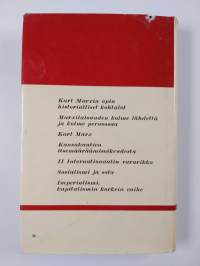 Karl Marxin opin
historialliset kohtalot
Marxilaisuuden kolme lähdettä
ja kolme perusosaa
Karl Marx
Kansakuntien
itsemääräämisoikeudesta
II Internationaalin vararikko
Sosialismi ja sota
Imperialismi,
kapitalismin korkein vaihe